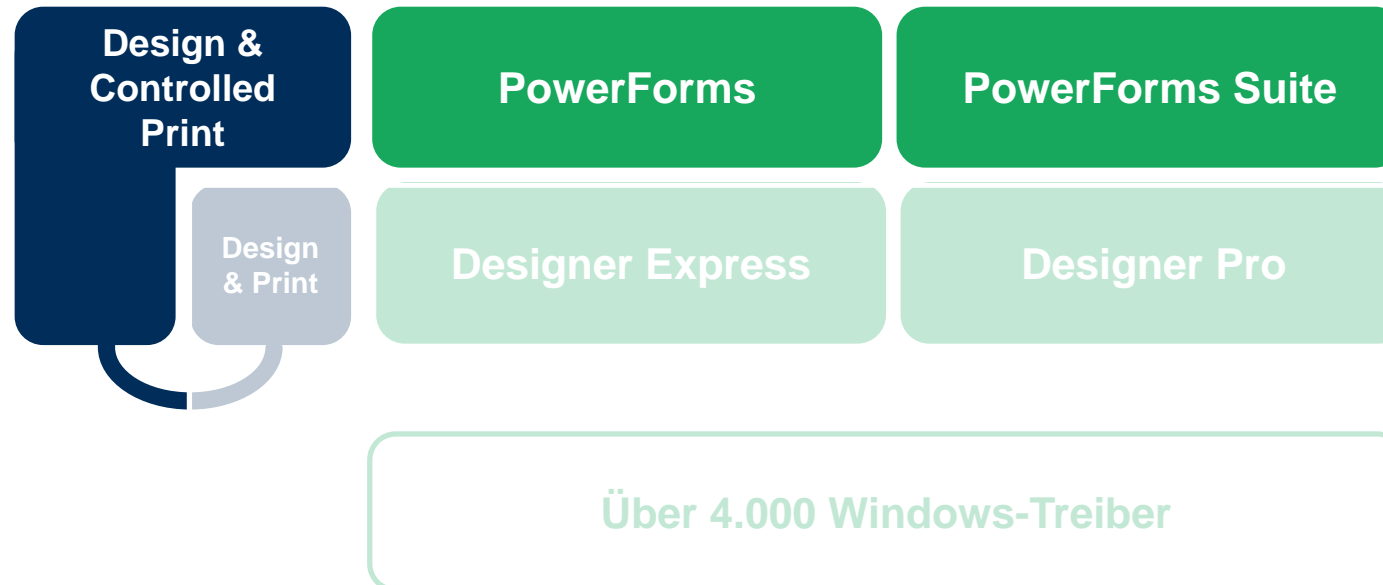 Design &
Controlled
Print
PowerForms
PowerForms Suite
Design
& Print
Designer Express
Designer Pro
Über 4.000 Windows-Treiber